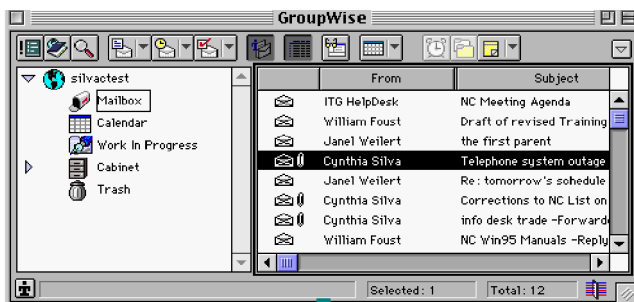 GroupWise
silvactest
Mailbox
Calendar
Work In Progress
Cabinet
Trash
From Subject
ITG HelpDesk NC Meeting Agenda
William Foust Draft of revised Training
Janel Weilert the first parent
Cynthia Silva Telephone system outage
Janel Weilert Re: tomorrow's schedule
Cynthia Silva Corrections to NC List on
Cynthia Silva info desk trade -Forwarde
William Foust NC Win95 Manuals -Reply
Selected: 1 Total: 12